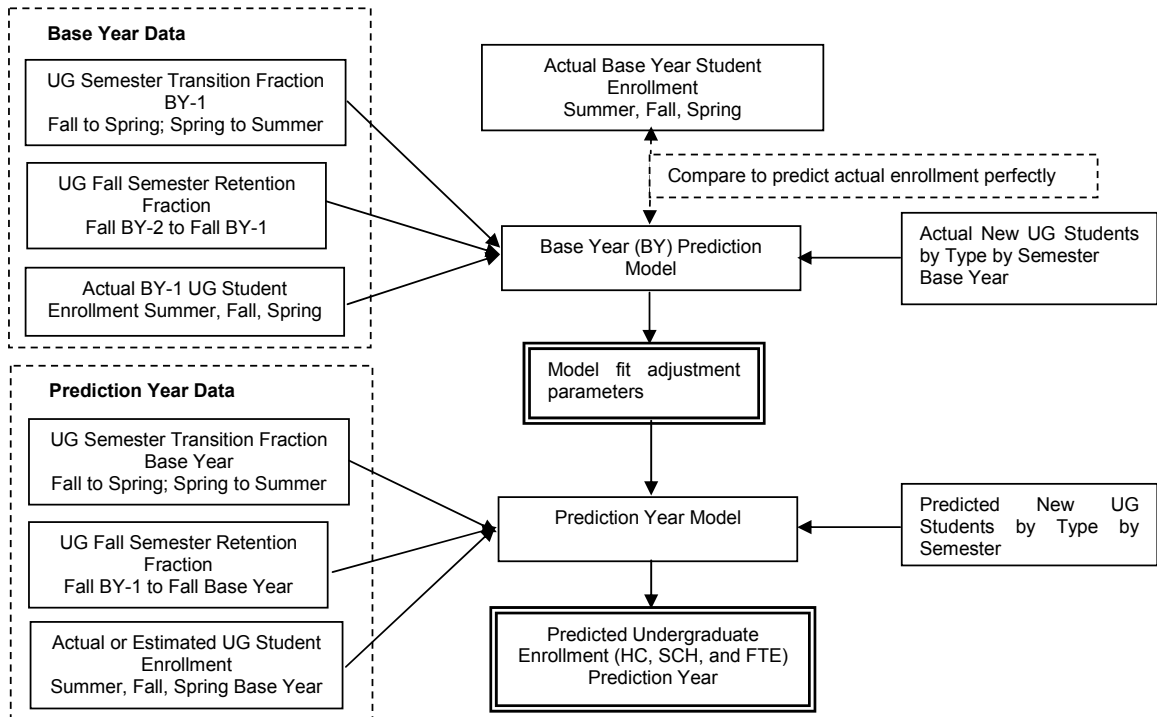 Base Year Data
UG Semester Transition Fraction
BY-1
Fall to Spring; Spring to Summer
UG Fall Semester Retention
Fraction
Fall BY-2 to Fall BY-1
Actual BY-1 UG Student
Enrollment Summer, Fall, Spring
Actual Base Year Student
Enrollment
Summer, Fall, Spring
Compare to predict actual enrollment perfectly
Base Year (BY) Prediction
Model
Actual New UG Students
by Type by Semester
Base Year
Model fit adjustment
parameters
Prediction Year Data
UG Semester Transition Fraction
Base Year
Fall to Spring; Spring to Summer
UG Fall Semester Retention
Fraction
Fall BY-1 to Fall Base Year
Actual or Estimated UG Student
Enrollment
Summer, Fall, Spring Base Year
Prediction Year Model
Predicted New UG
Students by Type by
Semester
Predicted Undergraduate
Enrollment (HC, SCH, and FTE)
Prediction Year